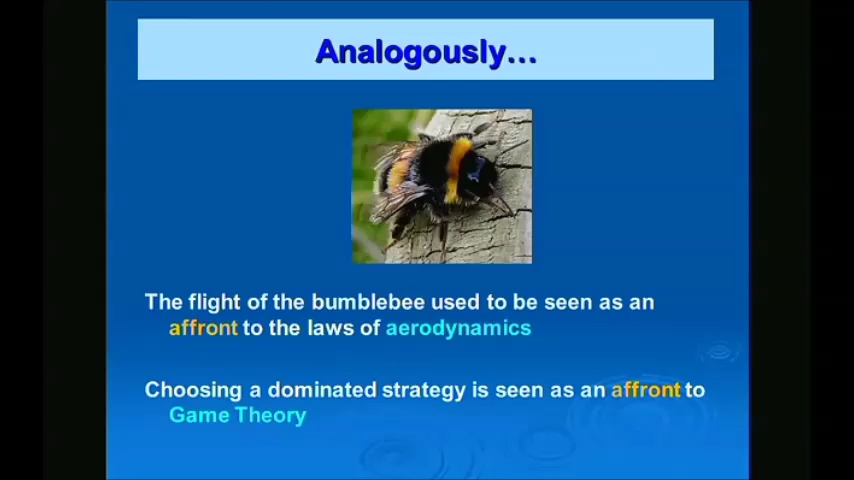 Analogously...
The flight of the bumblebee used to be seen as an
affront to the laws of aerodynamics
Choosing a dominated strategy is seen as an affront to
Game Theory